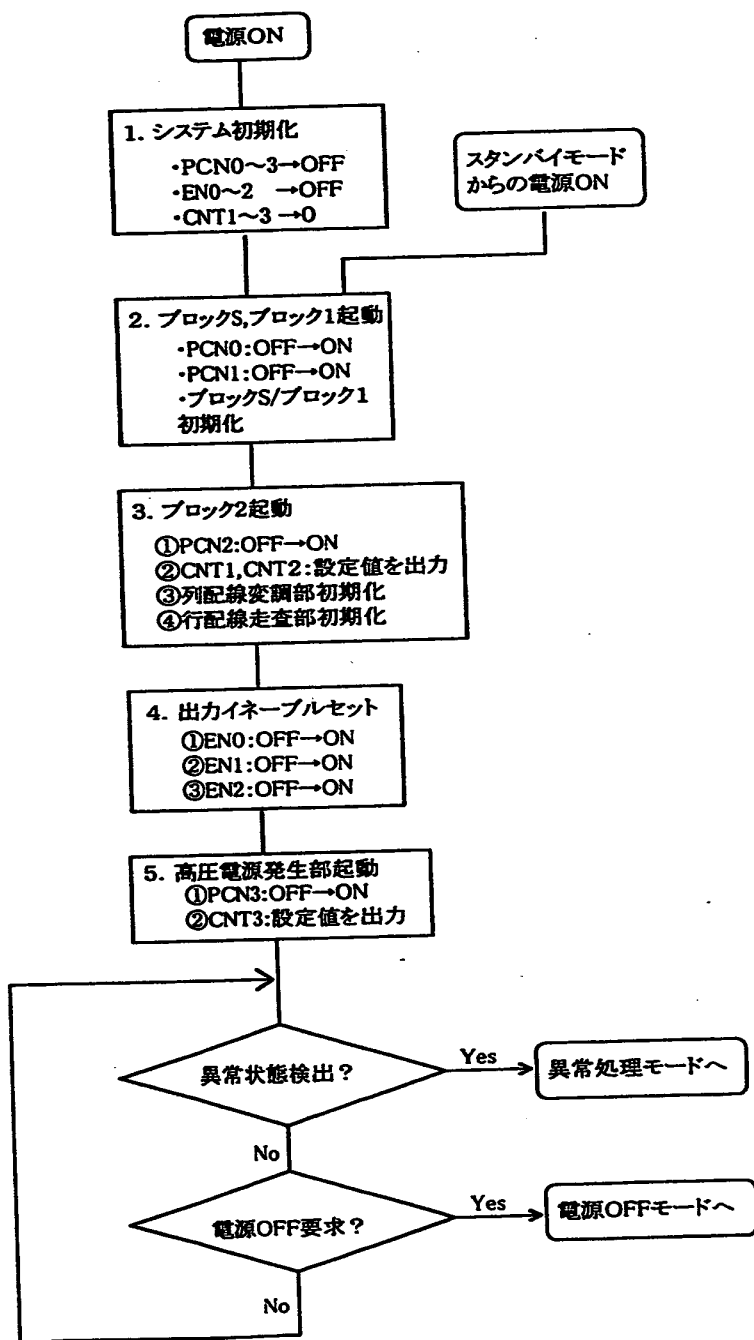 電源ON
1. システム初期化
・PCN0～3→OFF
・EN0～2 →OFF
・CNT1～3→0
スタンバイモード
からの電源ON
2. ブロックS,ブロック1起動
・PCN0:OFF→ON
・PCN1:OFF→ON
・ブロックS/ブロック1
初期化
3. ブロック2起動
①PCN2:OFF→ON
②CNT1,CNT2:設定値を出力
③列配線変調部初期化
④行配線走査部初期化
4. 出力イネーブルセット
①EN0:OFF→ON
②EN1:OFF→ON
③EN2:OFF→ON
5. 高圧電源発生部起動
①PCN3:OFF→ON
②CNT3:設定値を出力
異常状態検出？
Yes
異常処理モードへ
No
電源OFF要求？
Yes
電源OFFモードへ
No